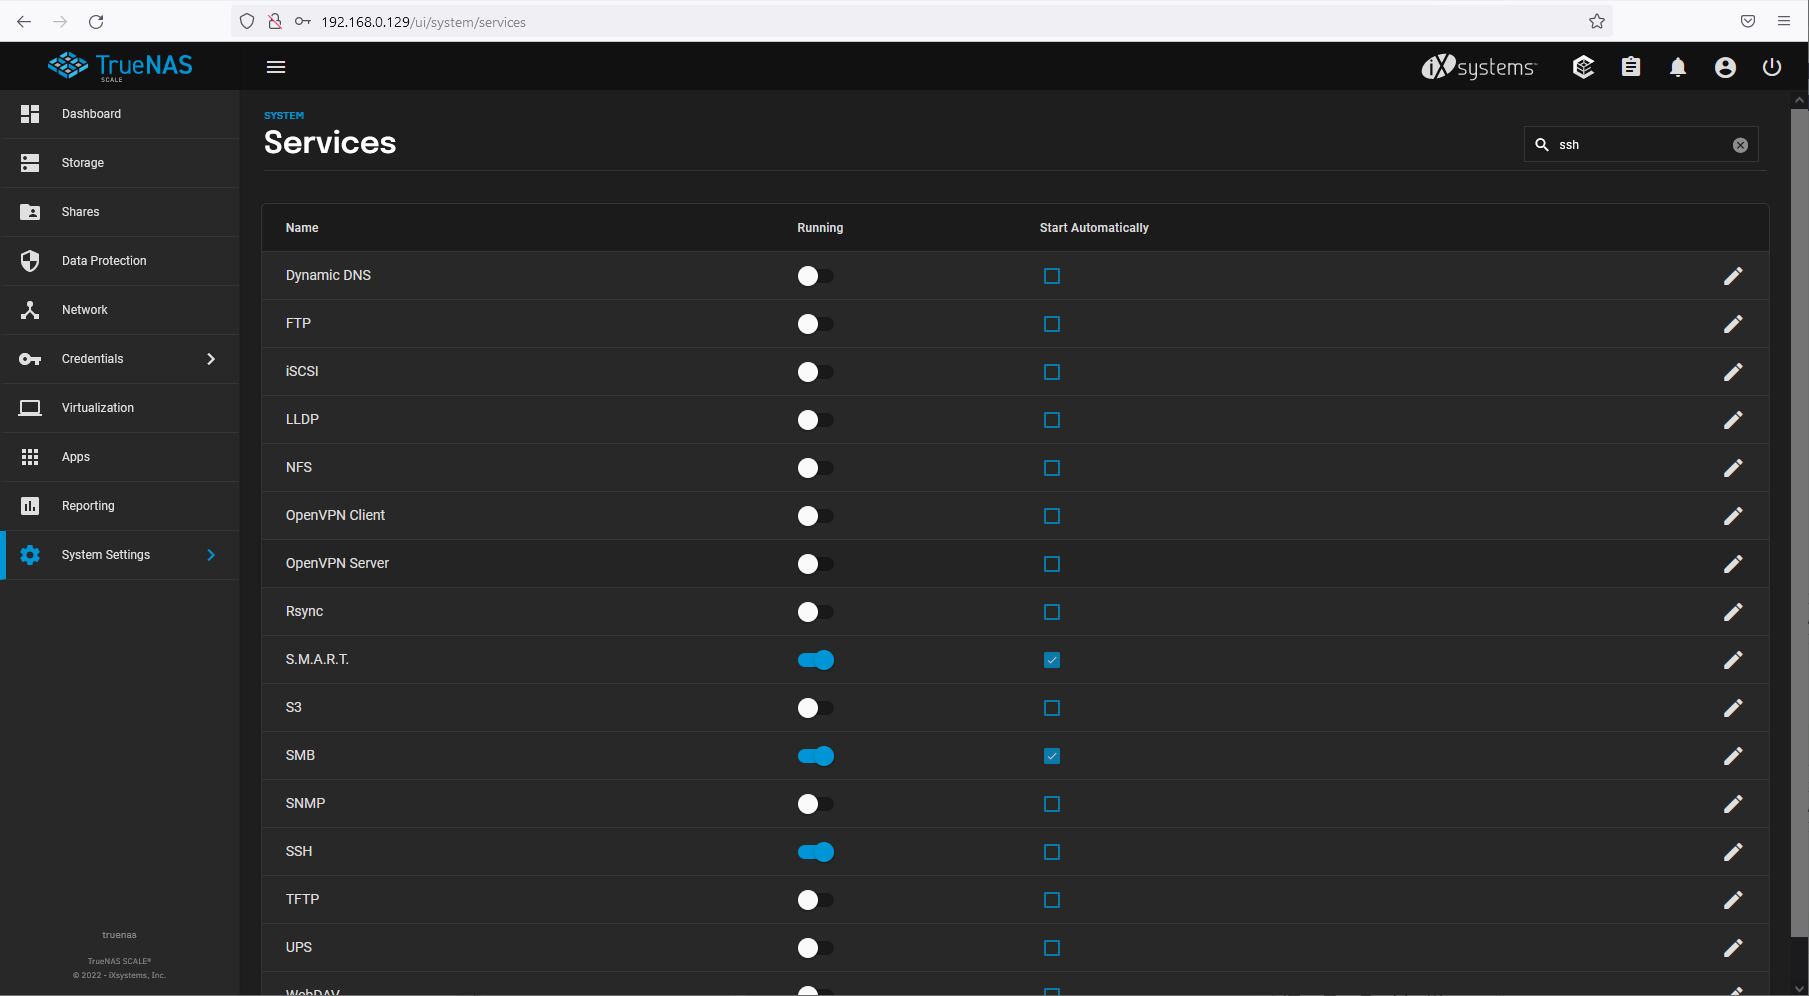 192.168.0.129/ui/system/services
TrueNAS
SCALE
iXsystems
Dashboard
Storage
Shares
Data Protection
Network
Credentials
Virtualization
Apps
Reporting
System Settings
truenas
TrueNAS SCALE®
© 2022 - iXsystems, Inc.
SYSTEM
Services
ssh
Name Running Start Automatically
Dynamic DNS
FTP
iSCSI
LLDP
NFS
OpenVPN Client
OpenVPN Server
Rsync
S.M.A.R.T.
S3
SMB
SNMP
SSH
TFTP
UPS
WebDAV